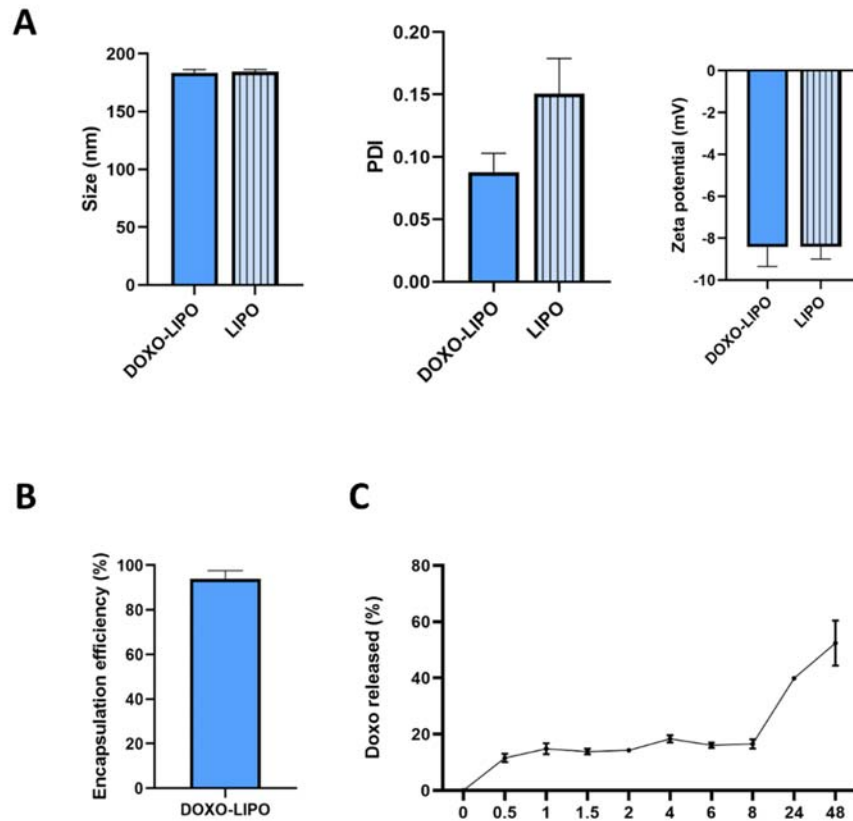 A
Size (nm)
200
150
100
50
0
DOXO-LIPO
LIPO
PDI
0.20
0.15
0.10
0.05
0.00
DOXO-LIPO
LIPO
Zeta potential (mV)
0
-2
-4
-6
-8
-10
DOXO-LIPO
LIPO
B
Encapsulation efficiency (%)
100
80
60
40
20
0
DOXO-LIPO
C
Doxo released (%)
80
60
40
20
0
0 0.5 1 1.5 2 4 6 8 24 48